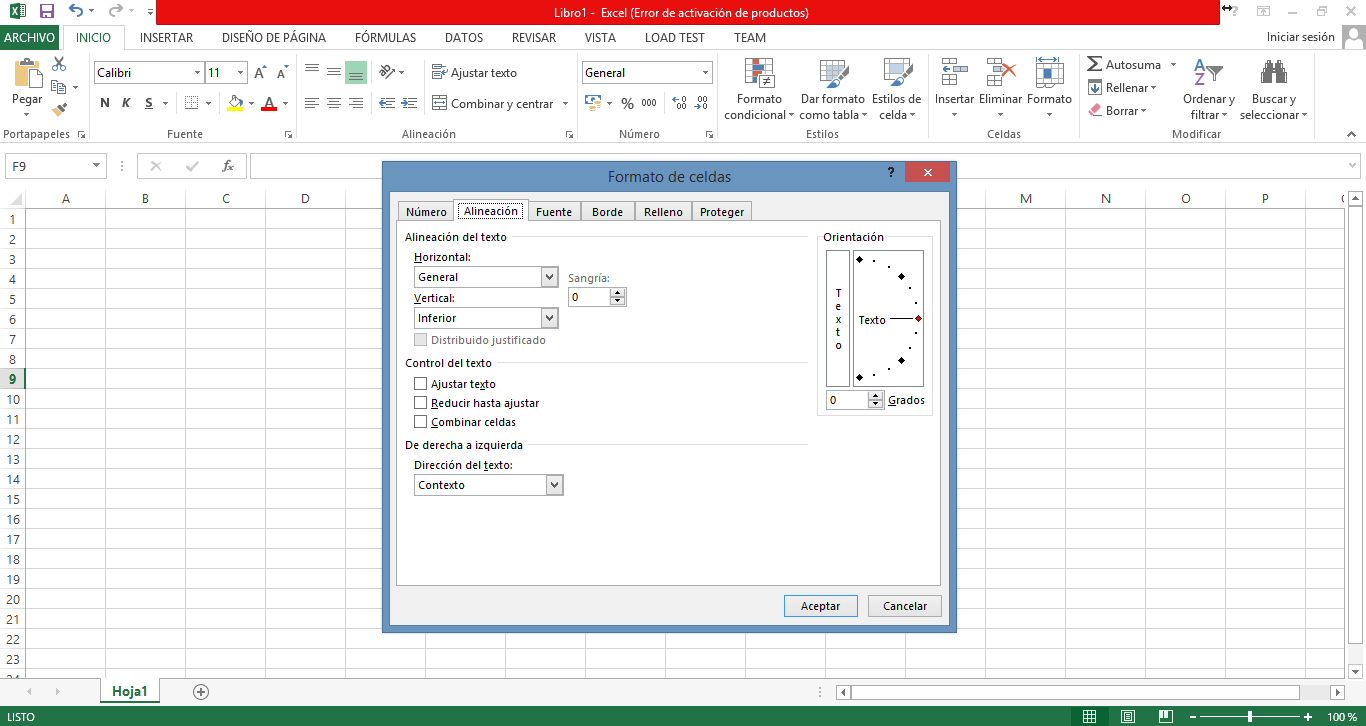 Libro1 - Excel (Error de activación de productos)
ARCHIVO INICIO INSERTAR DISEÑO DE PÁGINA FÓRMULAS DATOS REVISAR VISTA LOAD TEST TEAM Iniciar sesión
Calibri 11 Ajustar texto General Autosuma
Pegar Formato condicional Dar formato como tabla Estilos de celda Insertar Eliminar Formato Rellenar Ordenar y filtrar Buscar y seleccionar
N K S Combinar y centrar % 000 Borrar
Portapapeles Fuente Alineación Número Estilos Celdas Modificar
F9 fx
Formato de celdas
A B C D M N O P
Número Alineación Fuente Borde Relleno Proteger
Alineación del texto Orientación
Horizontal:
General Sangría:
Vertical: 0
Inferior Texto Texto
Distribuido justificado
Control del texto
Ajustar texto
Reducir hasta ajustar 0 Grados
Combinar celdas
De derecha a izquierda
Dirección del texto:
Contexto
Aceptar Cancelar
1
2
3
4
5
6
7
8
9
10
11
12
13
14
15
16
17
18
19
20
21
22
23
Hoja1
LISTO 100 %